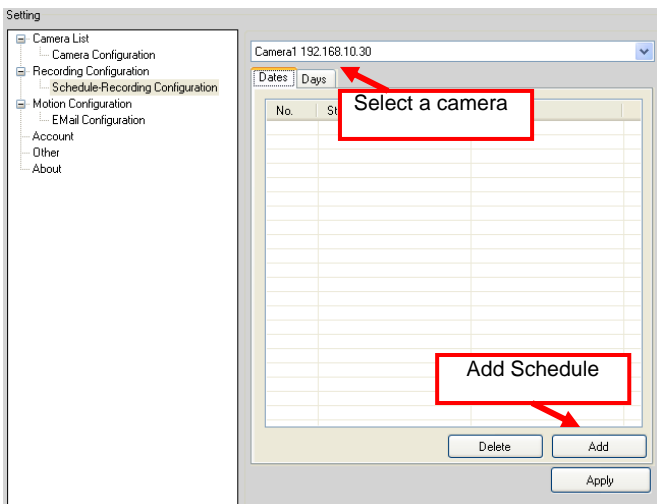 Setting
Camera List
Camera Configuration
Recording Configuration
Schedule-Recording Configuration
Motion Configuration
EMail Configuration
Account
Other
About
Camera1 192.168.10.30
Dates Days
Select a camera
No. St
Add Schedule
Delete Add
Apply